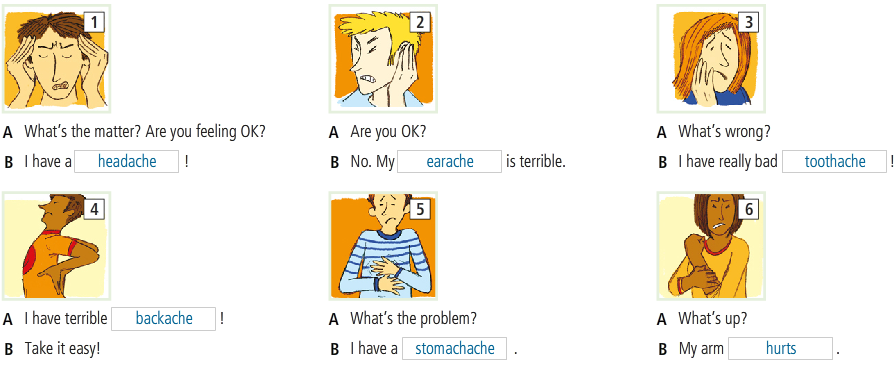 1
A What's the matter? Are you feeling OK?
B I have a headache !
2
A Are you OK?
B No. My earache is terrible.
3
A What's wrong?
B I have really bad toothache !
4
A I have terrible backache !
B Take it easy!
5
A What's the problem?
B I have a stomachache .
6
A What's up?
B My arm hurts .